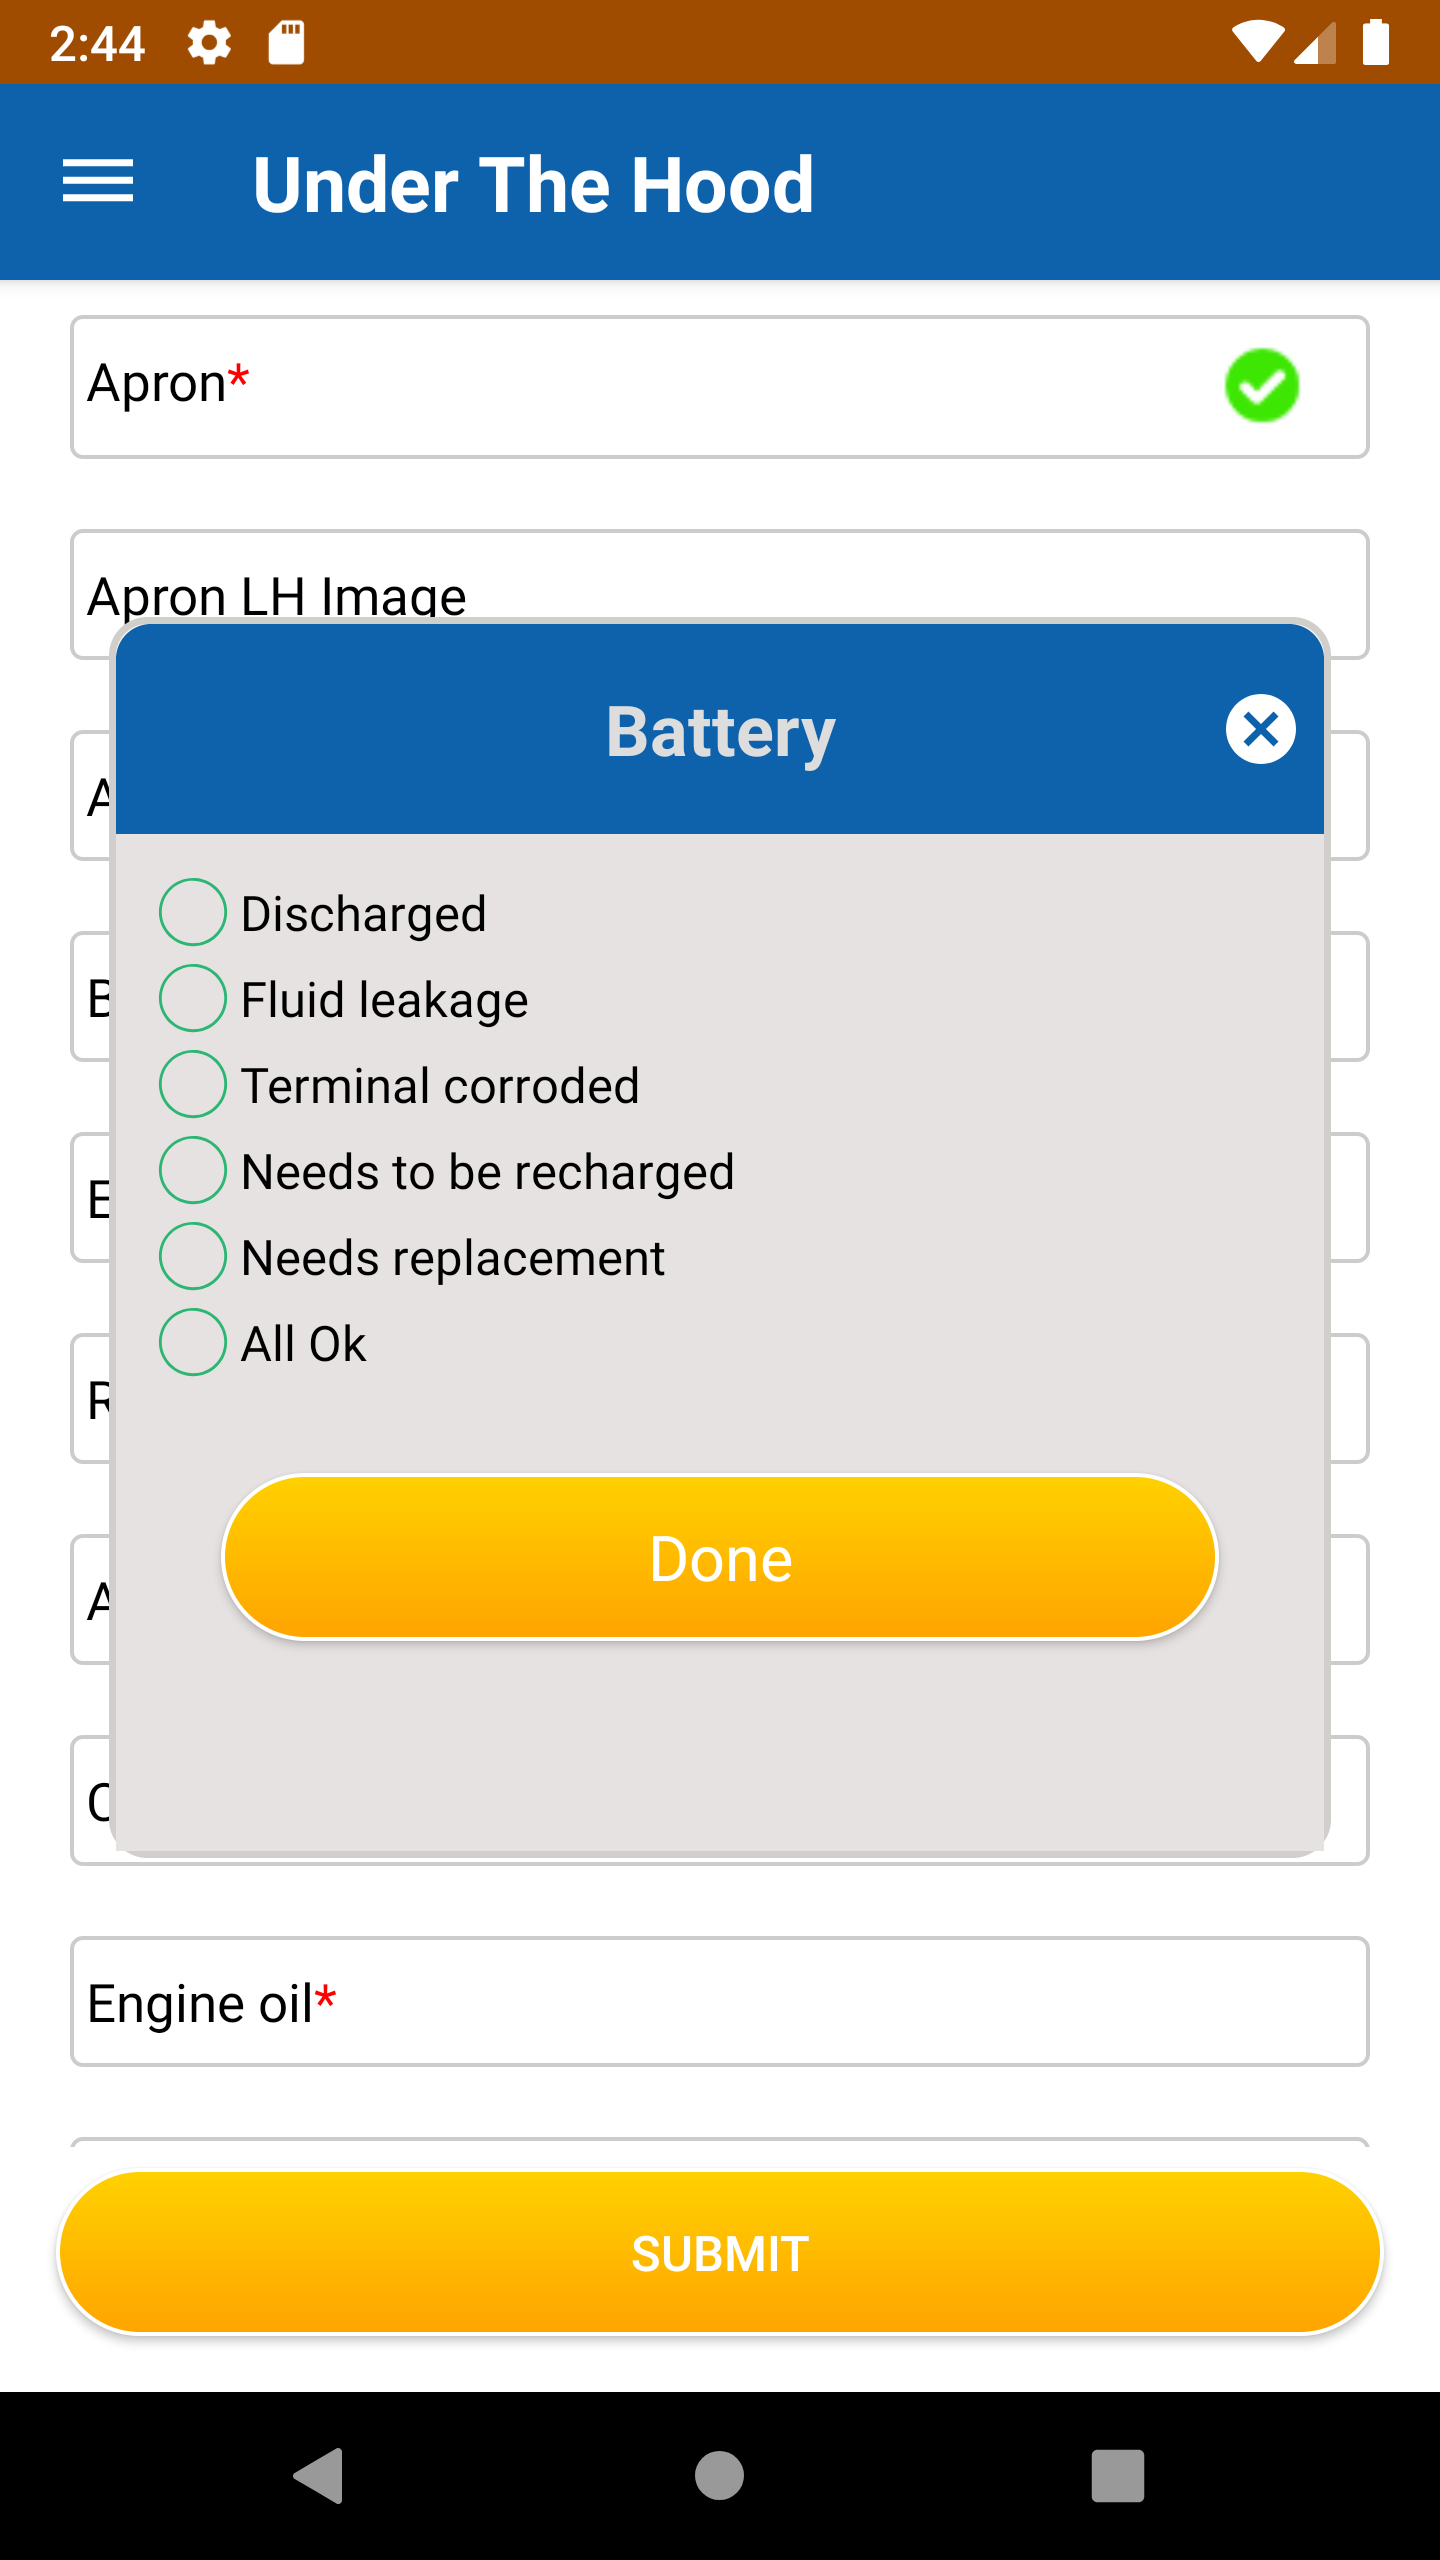 2:44
Under The Hood
Apron*
Apron LH Image
Battery
Discharged
Fluid leakage
Terminal corroded
Needs to be recharged
Needs replacement
All Ok
Done
Engine oil*
SUBMIT